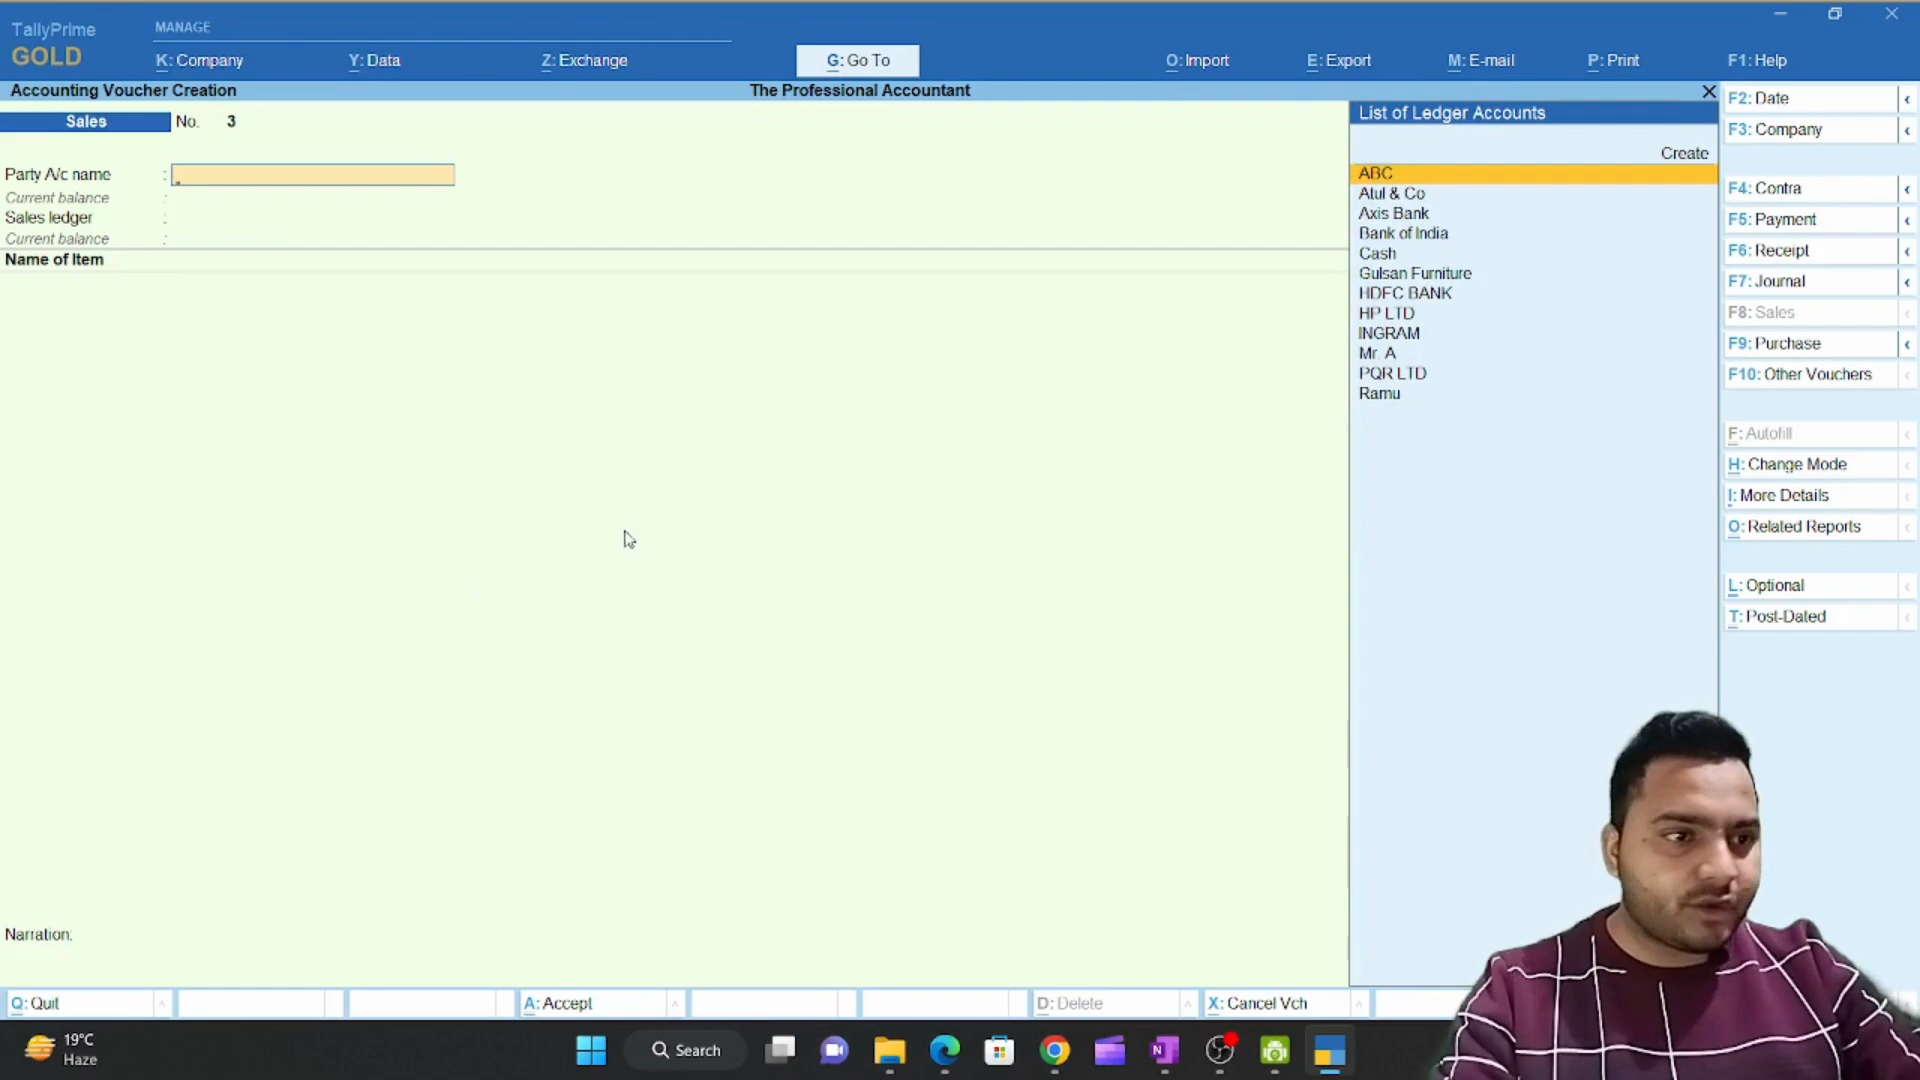 TallyPrime
GOLD
MANAGE
K: Company
Y: Data
Z: Exchange
G: Go To
O: Import
E: Export
M: E-mail
P: Print
F1: Help
Accounting Voucher Creation
The Professional Accountant
Sales No. 3
Party A/c name :
Current balance :
Sales ledger :
Current balance :
Name of Item
Narration:
List of Ledger Accounts
Create
ABC
Atul & Co
Axis Bank
Bank of India
Cash
Gulsan Furniture
HDFC BANK
HP LTD
INGRAM
Mr. A
PQR LTD
Ramu
F2: Date
F3: Company
F4: Contra
F5: Payment
F6: Receipt
F7: Journal
F8: Sales
F9: Purchase
F10: Other Vouchers
F: Autofill
H: Change Mode
I: More Details
O: Related Reports
L: Optional
T: Post-Dated
Q: Quit
A: Accept
D: Delete
X: Cancel Vch
19°C
Haze
Search